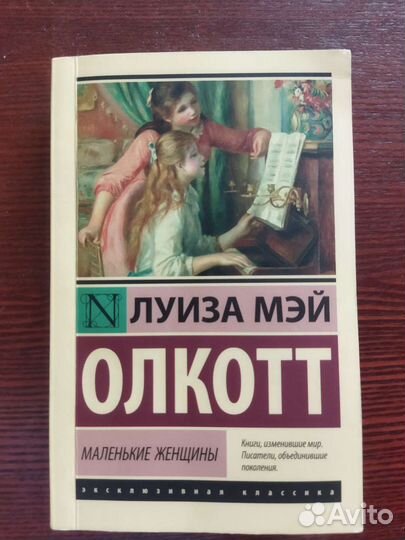 N
ЛУИЗА МЭЙ
ОЛКОТТ
МАЛЕНЬКИЕ ЖЕНЩИНЫ
Книги, изменившие мир.
Писатели, объединившие
поколения.
эксклюзивная классика
Avito